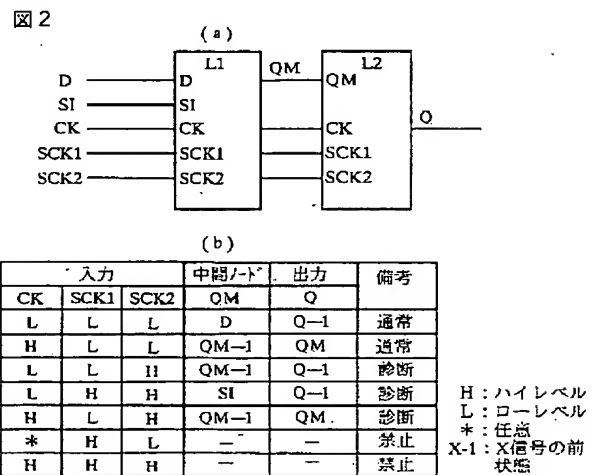 図2
(a)
L1 QM L2
D D QM
SI SI
CK CK CK Q
SCK1 SCK1 SCK1
SCK2 SCK2 SCK2
(b)
入力 中間ノード 出力 備考
CK SCK1 SCK2 QM Q
L L L D Q−1 通常
H L L QM−1 QM 通常
L L H QM−1 Q−1 診断
L H H SI Q−1 診断
H L H QM−1 QM 診断
* H L − − 禁止
H H H − − 禁止
H:ハイレベル
L:ローレベル
*:任意
X-1:X信号の前
状態